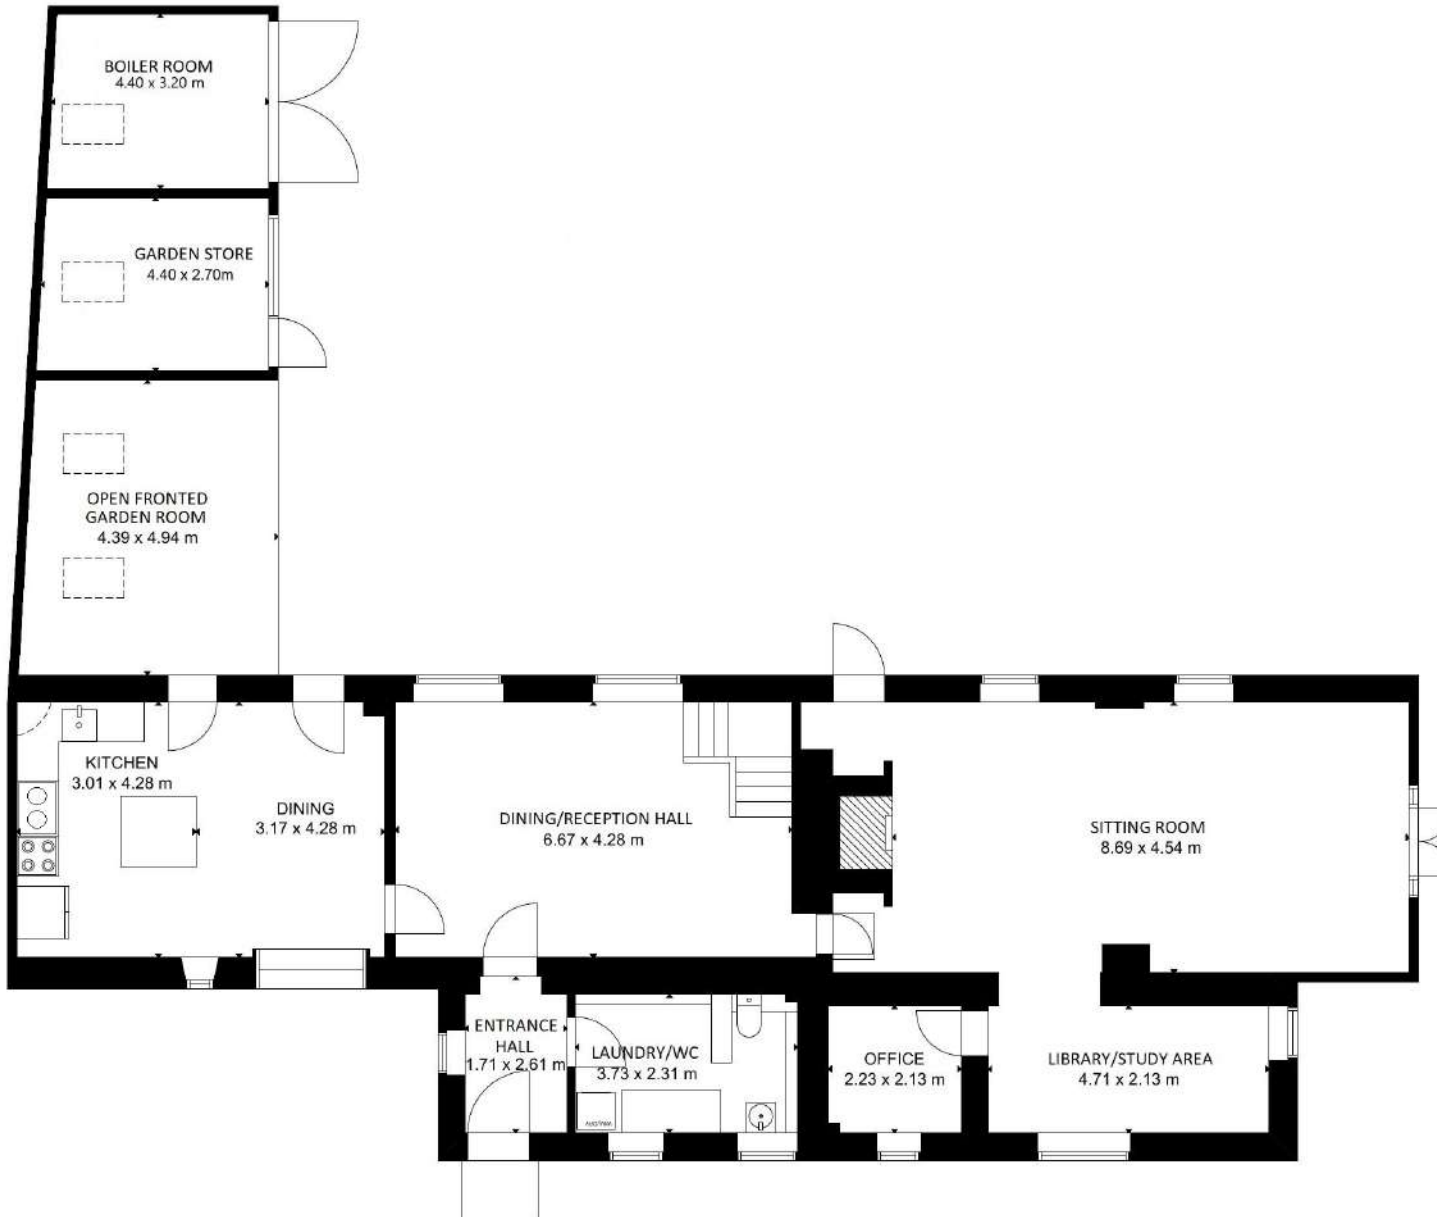 BOILER ROOM
4.40 x 3.20 m
GARDEN STORE
4.40 x 2.70m
OPEN FRONTED
GARDEN ROOM
4.39 x 4.94 m
KITCHEN
3.01 x 4.28 m
DINING
3.17 x 4.28 m
DINING/RECEPTION HALL
6.67 x 4.28 m
SITTING ROOM
8.69 x 4.54 m
ENTRANCE
HALL
1.71 x 2.61 m
LAUNDRY/WC
3.73 x 2.31 m
OFFICE
2.23 x 2.13 m
LIBRARY/STUDY AREA
4.71 x 2.13 m